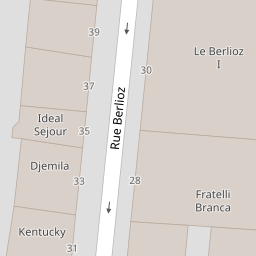 39
Le Berlioz
I
30
37
Rue Berlioz
Ideal
Sejour
35
Djemila
33
28
Fratelli
Branca
Kentucky
31